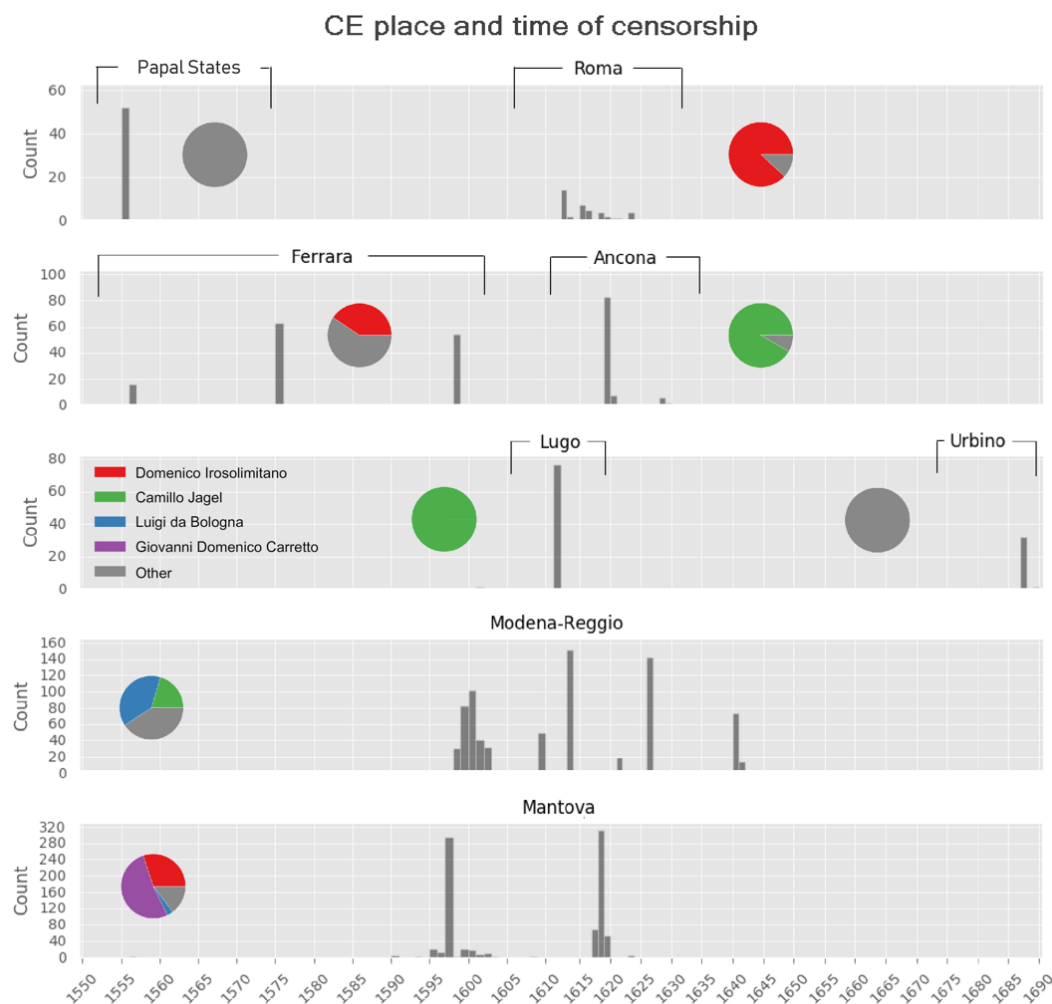 CE place and time of censorship
Papal States
Roma
Count
60
40
20
0
Ferrara
Ancona
Count
100
80
60
40
20
0
Lugo
Urbino
Count
80
60
40
20
0
Domenico Irosolimitano
Camillo Jagel
Luigi da Bologna
Giovanni Domenico Carretto
Other
Modena-Reggio
Count
160
140
120
100
80
60
40
20
0
Mantova
Count
320
280
240
200
160
120
80
40
0
1550 1555 1560 1565 1570 1575 1580 1585 1590 1595 1600 1605 1610 1615 1620 1625 1630 1635 1640 1645 1650 1655 1660 1665 1670 1675 1680 1685 1690